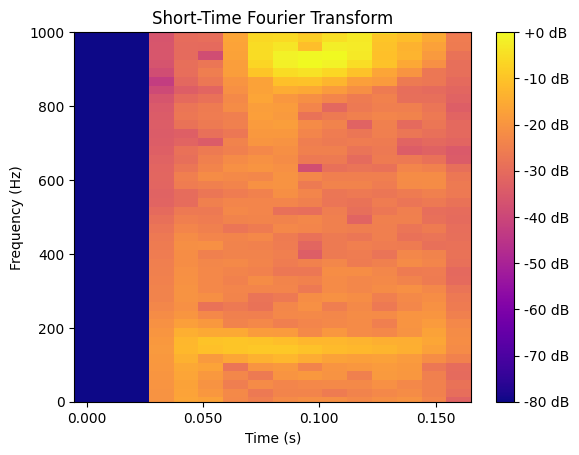 Short-Time Fourier Transform
1000
800
600
400
200
0
Frequency (Hz)
0.000
0.050
0.100
0.150
Time (s)
+0 dB
-10 dB
-20 dB
-30 dB
-40 dB
-50 dB
-60 dB
-70 dB
-80 dB